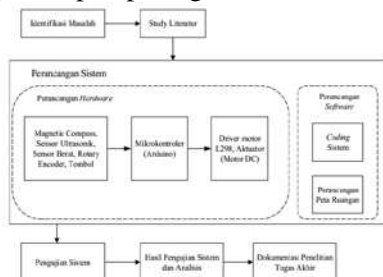 Identifikasi Masalah
Study Literatur
Perancangan Sistem
Perancangan Hardware
Magnetic Compass,
Sensor Ultrasonik,
Sensor Berat, Rotary
Encoder, Tombol
Mikrokontroler
(Arduino)
Driver motor
L298, Aktuator
(Motor DC)
Perancangan
Software
Coding
Sistem
Perancangan
Peta Ruangan
Pengujian Sistem
Hasil Pengujian Sistem
dan Analisis
Dokumentasi Penelitian
Tugas Akhir